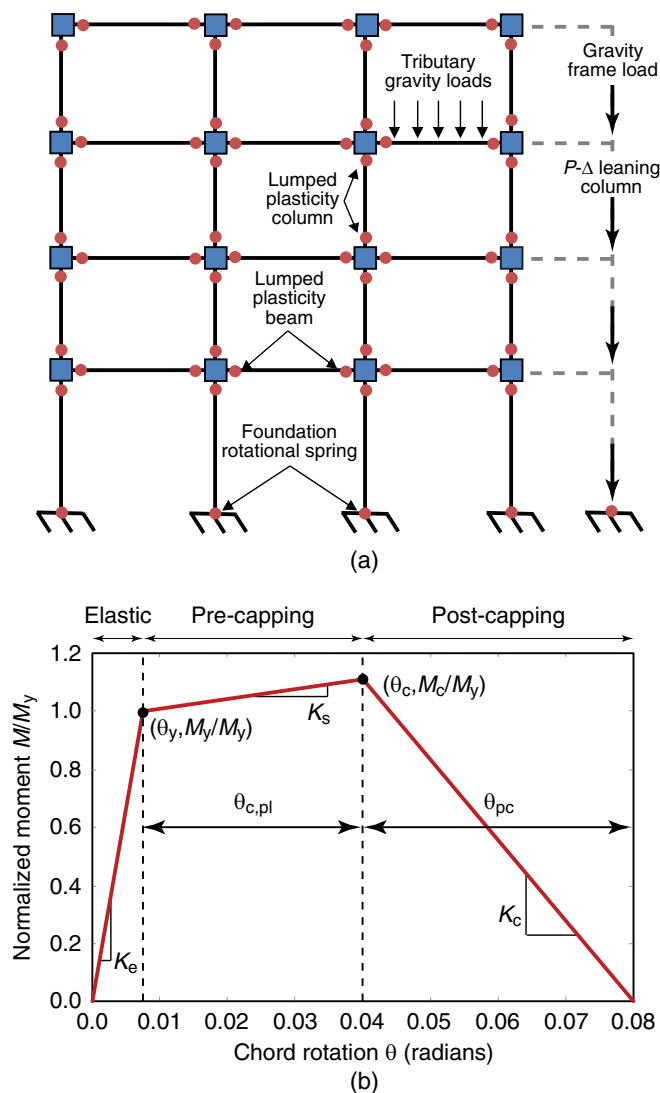 Gravity
frame load
Tributary
gravity loads
P-Δ leaning
column
Lumped
plasticity
column
Lumped
plasticity
beam
Foundation
rotational spring
(a)
Elastic Pre-capping Post-capping
1.2
1.0
0.8
0.6
0.4
0.2
0.0
Normalized moment M/My
(θy, My/My)
(θc, Mc/My)
Ks
θc,pl
θpc
Kc
Ke
0.0 0.01 0.02 0.03 0.04 0.05 0.06 0.07 0.08
Chord rotation θ (radians)
(b)